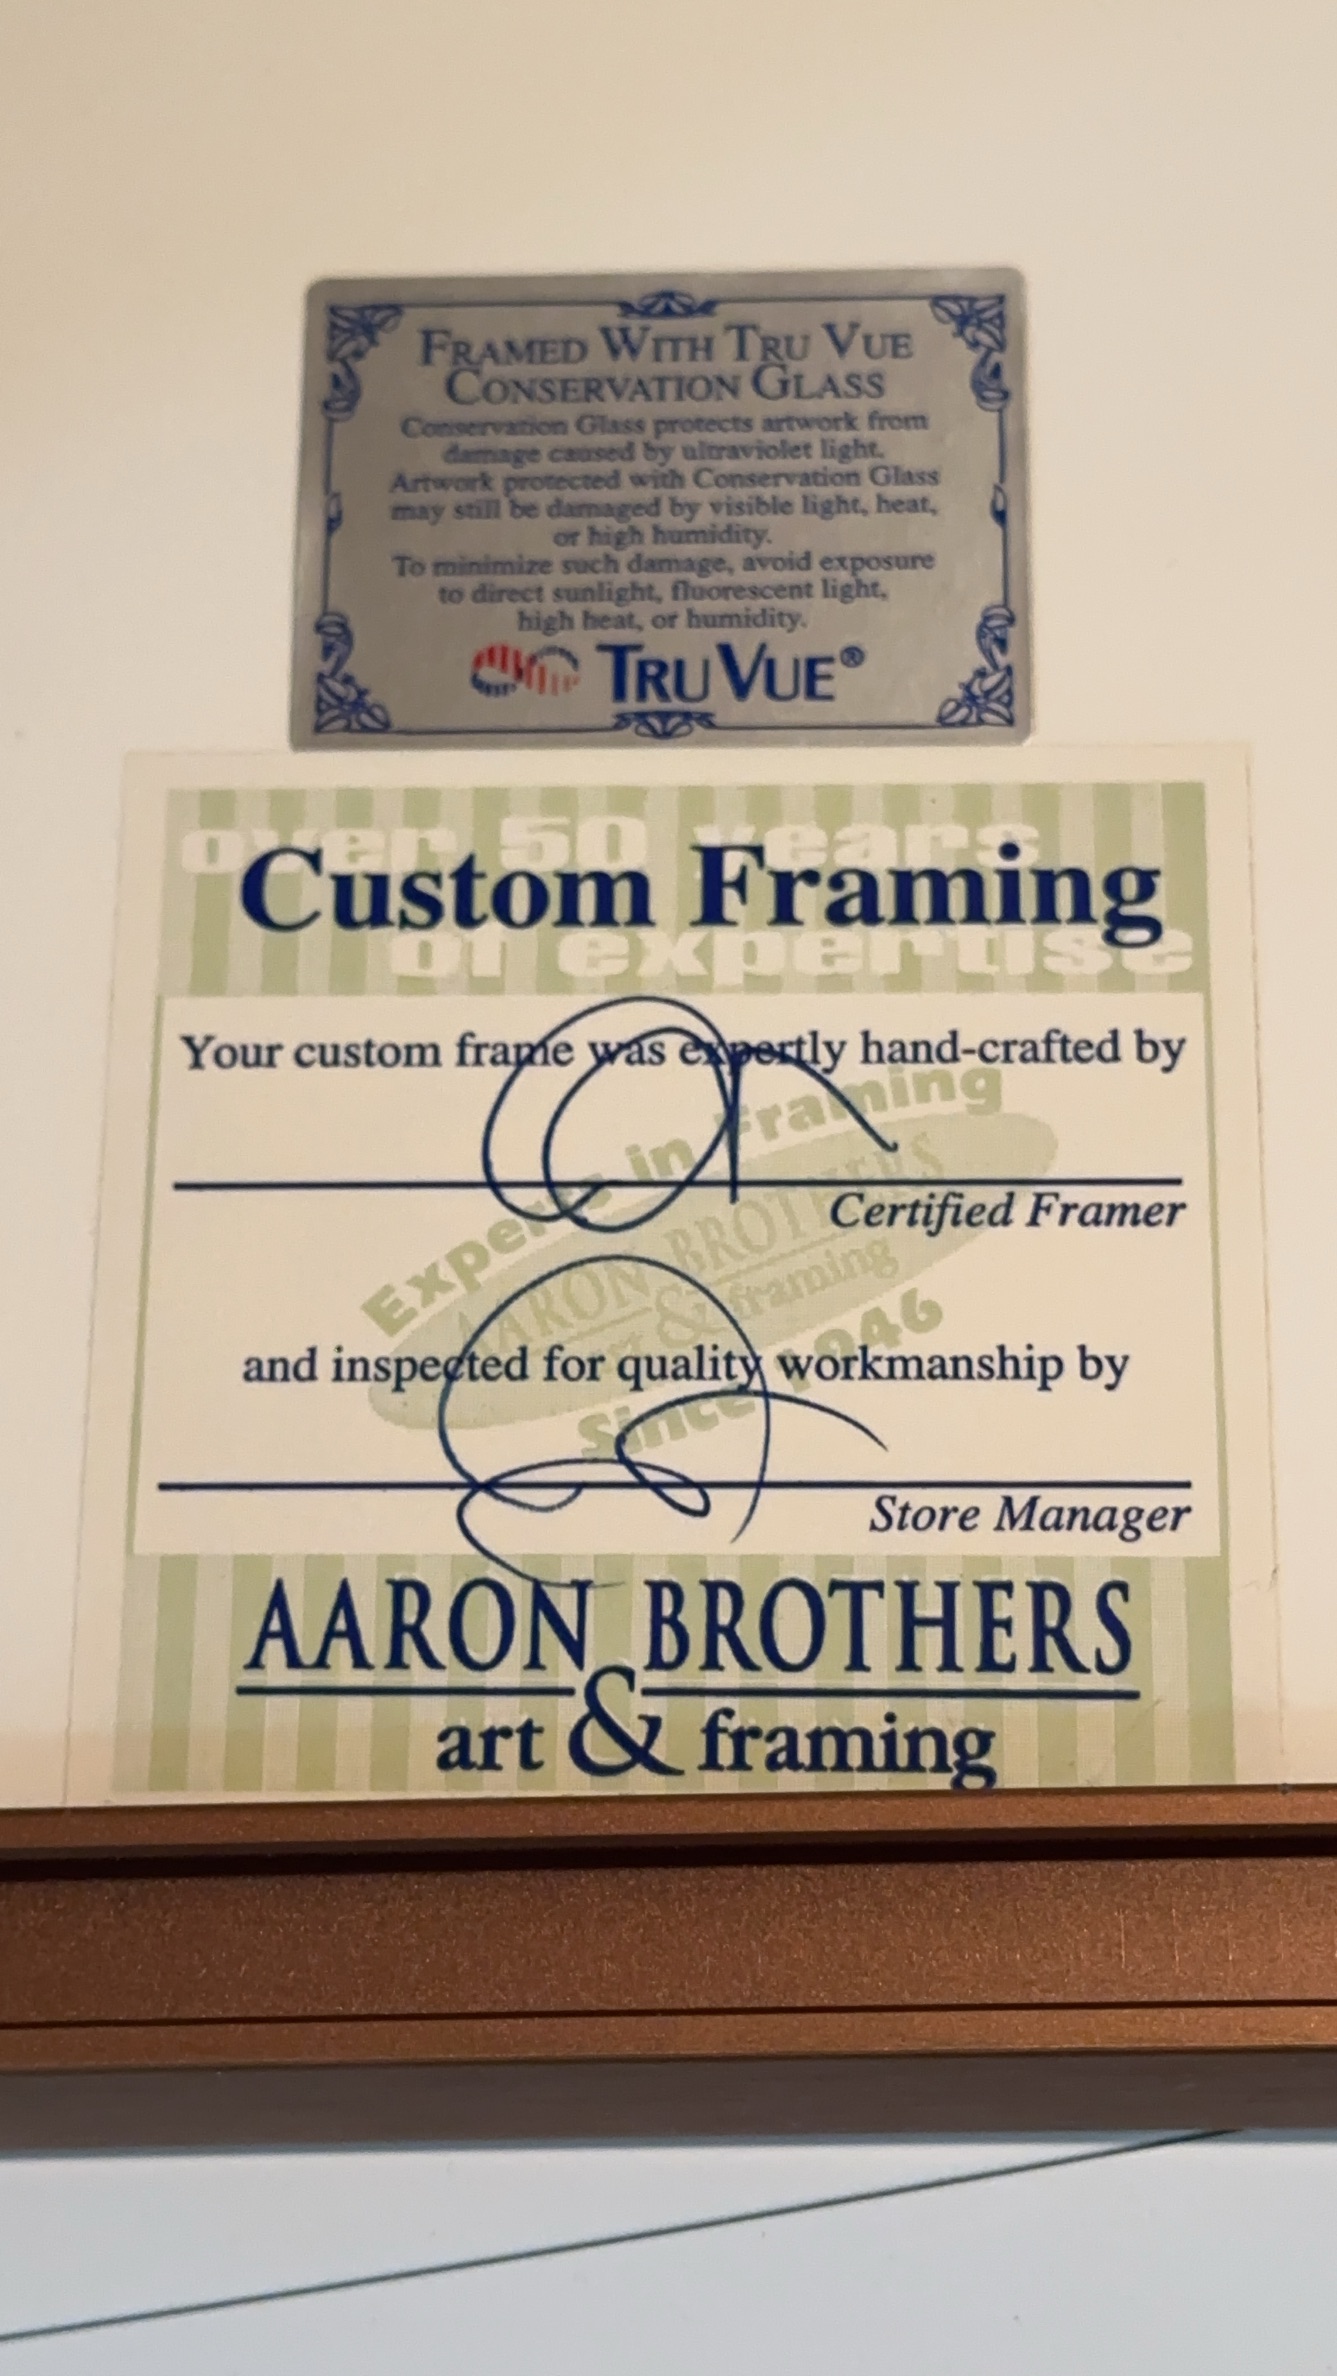 FRAMED WITH TRU VUE
CONSERVATION GLASS
Conservation Glass protects artwork from
damage caused by ultraviolet light.
Artwork protected with Conservation Glass
may still be damaged by visible light, heat,
or high humidity.
To minimize such damage, avoid exposure
to direct sunlight, fluorescent light,
high heat, or humidity.
TRU VUE®
over 50 years
Custom Framing
of expertise
Your custom frame was expertly hand-crafted by
Experts in Framing
Certified Framer
AARON BROTHERS
art & framing
and inspected for quality workmanship by
Since 1946
Store Manager
AARON BROTHERS
art & framing